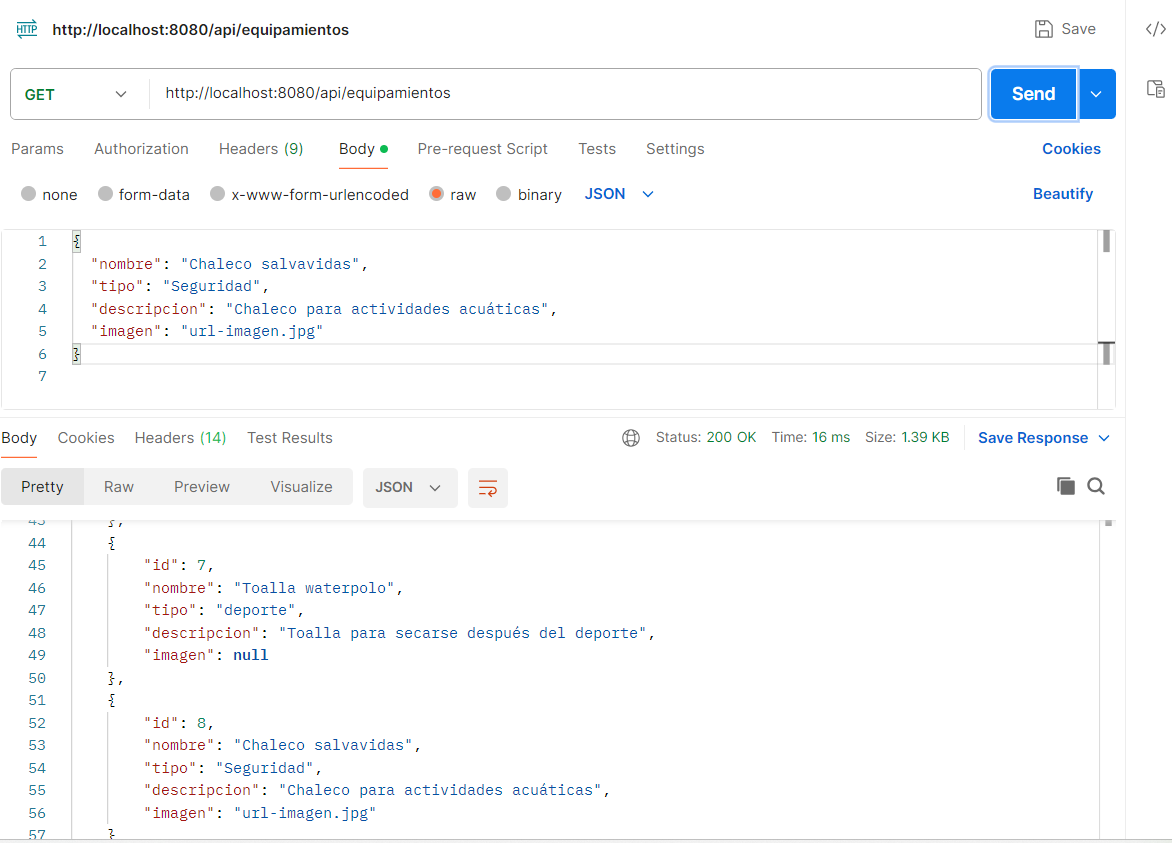 HTTP http://localhost:8080/api/equipamientos Save </>
GET http://localhost:8080/api/equipamientos Send
Params Authorization Headers (9) Body Pre-request Script Tests Settings Cookies
none form-data x-www-form-urlencoded raw binary JSON Beautify
1 {
2 "nombre": "Chaleco salvavidas",
3 "tipo": "Seguridad",
4 "descripcion": "Chaleco para actividades acuáticas",
5 "imagen": "url-imagen.jpg"
6 }
7
Body Cookies Headers (14) Test Results Status: 200 OK Time: 16 ms Size: 1.39 KB Save Response
Pretty Raw Preview Visualize JSON
43 },
44 {
45 "id": 7,
46 "nombre": "Toalla waterpolo",
47 "tipo": "deporte",
48 "descripcion": "Toalla para secarse después del deporte",
49 "imagen": null
50 },
51 {
52 "id": 8,
53 "nombre": "Chaleco salvavidas",
54 "tipo": "Seguridad",
55 "descripcion": "Chaleco para actividades acuáticas",
56 "imagen": "url-imagen.jpg"
57 }